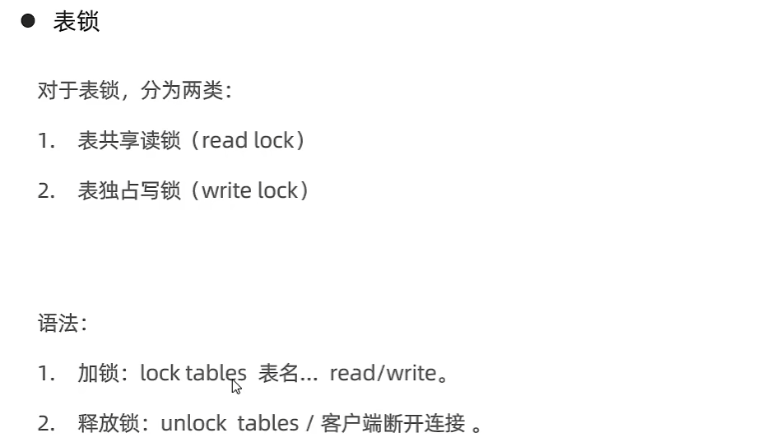 ● 表锁
对于表锁，分为两类：
1. 表共享读锁（read lock）
2. 表独占写锁（write lock）
语法：
1. 加锁：lock tables 表名... read/write。
2. 释放锁：unlock tables / 客户端断开连接 。